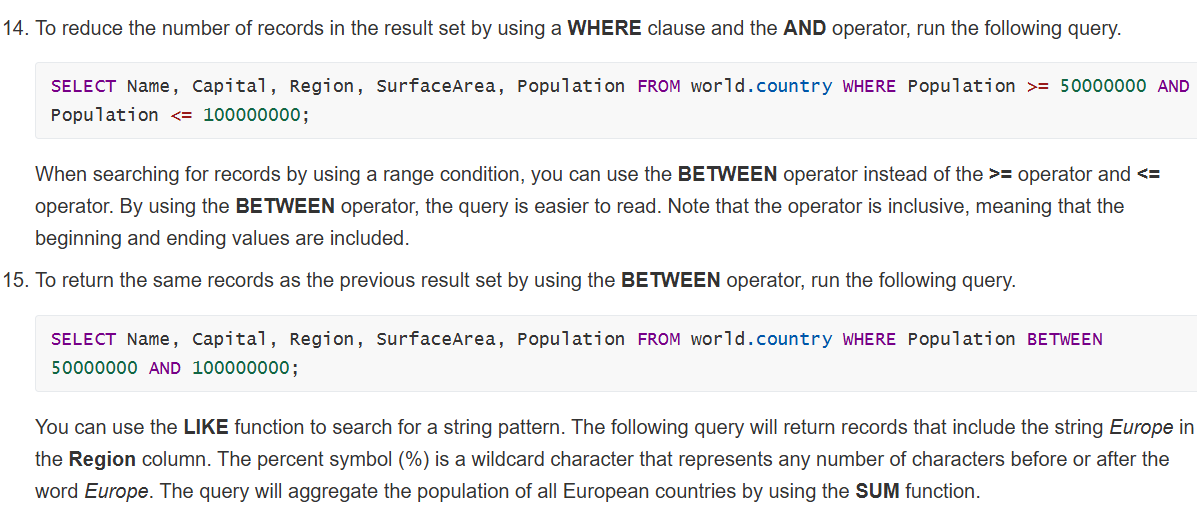 14. To reduce the number of records in the result set by using a WHERE clause and the AND operator, run the following query.
SELECT Name, Capital, Region, SurfaceArea, Population FROM world.country WHERE Population >= 50000000 AND
Population <= 100000000;
When searching for records by using a range condition, you can use the BETWEEN operator instead of the >= operator and <=
operator. By using the BETWEEN operator, the query is easier to read. Note that the operator is inclusive, meaning that the
beginning and ending values are included.
15. To return the same records as the previous result set by using the BETWEEN operator, run the following query.
SELECT Name, Capital, Region, SurfaceArea, Population FROM world.country WHERE Population BETWEEN
50000000 AND 100000000;
You can use the LIKE function to search for a string pattern. The following query will return records that include the string Europe in
the Region column. The percent symbol (%) is a wildcard character that represents any number of characters before or after the
word Europe. The query will aggregate the population of all European countries by using the SUM function.